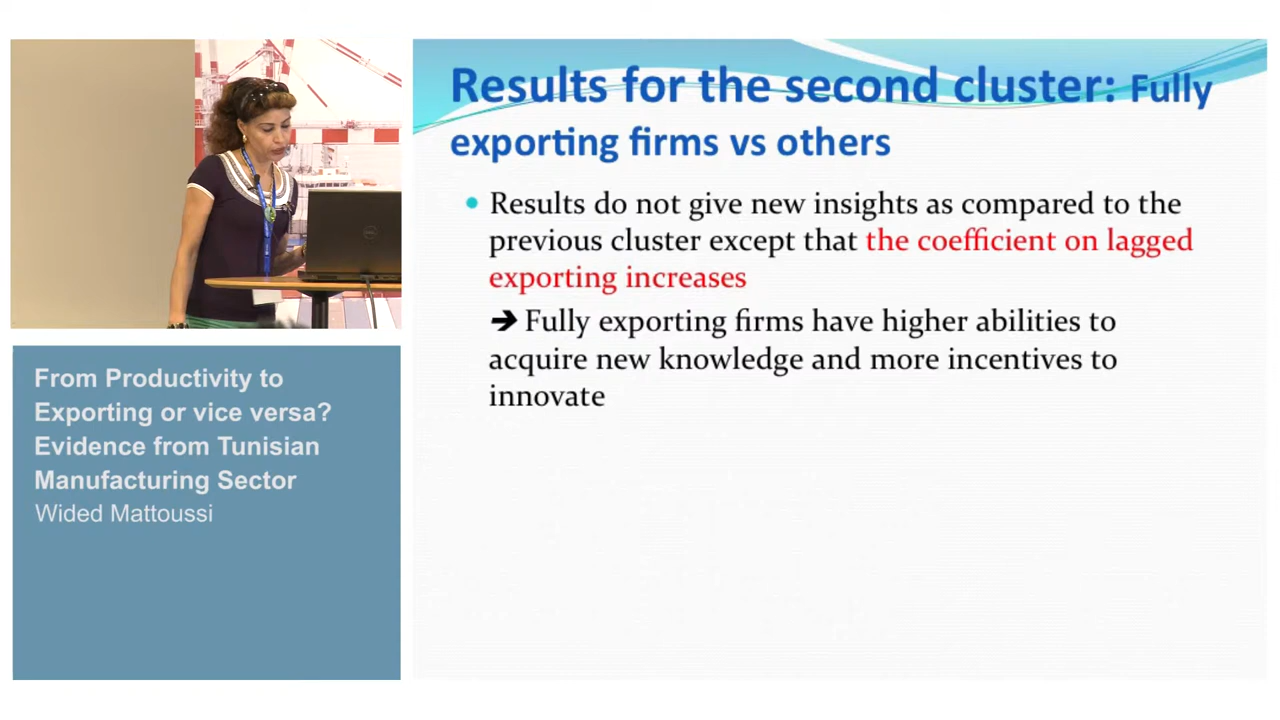 Results for the second cluster: Fully
exporting firms vs others
• Results do not give new insights as compared to the
previous cluster except that the coefficient on lagged
exporting increases
➔ Fully exporting firms have higher abilities to
acquire new knowledge and more incentives to
innovate
From Productivity to
Exporting or vice versa?
Evidence from Tunisian
Manufacturing Sector
Wided Mattoussi